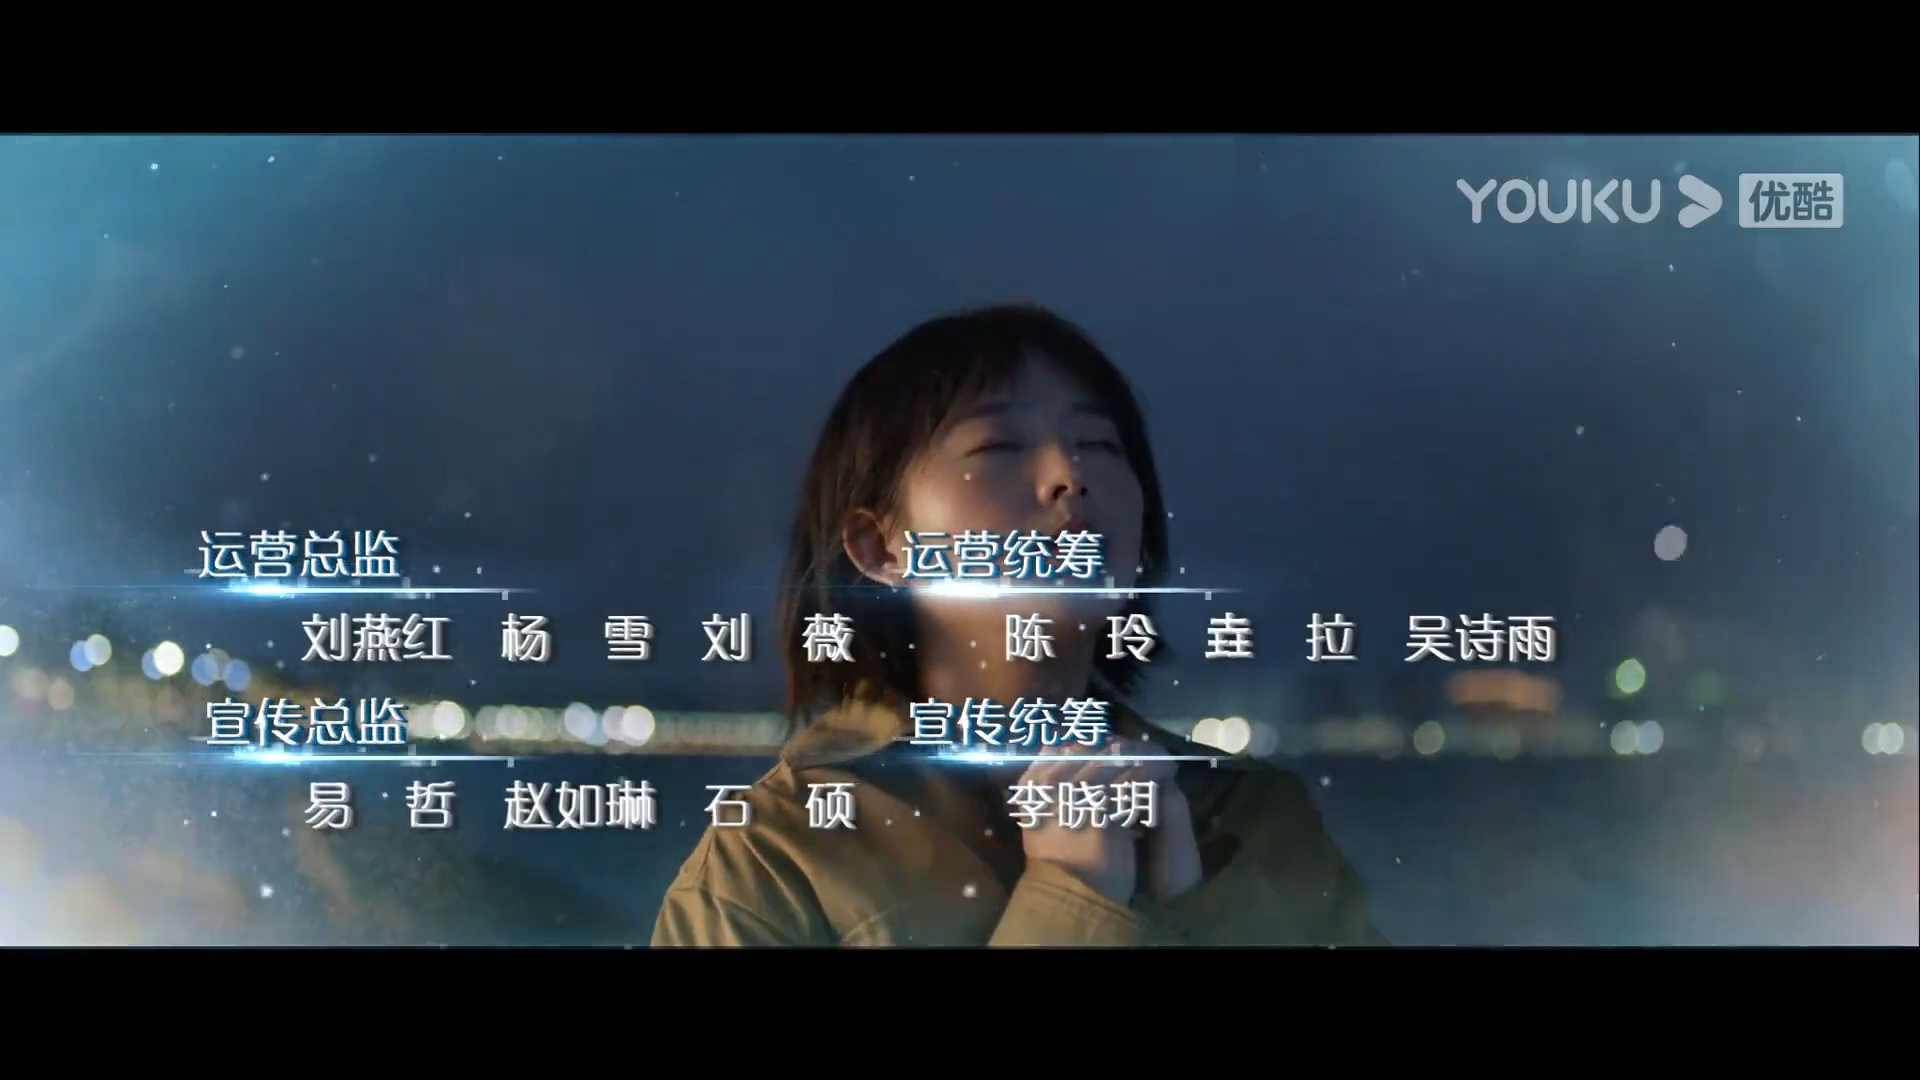 YOUKU 优酷
运营总监 运营统筹
刘燕红 杨 雪 刘 薇 陈 玲 垚 拉 吴诗雨
宣传总监 宣传统筹
易 哲 赵如琳 石 硕 李晓玥